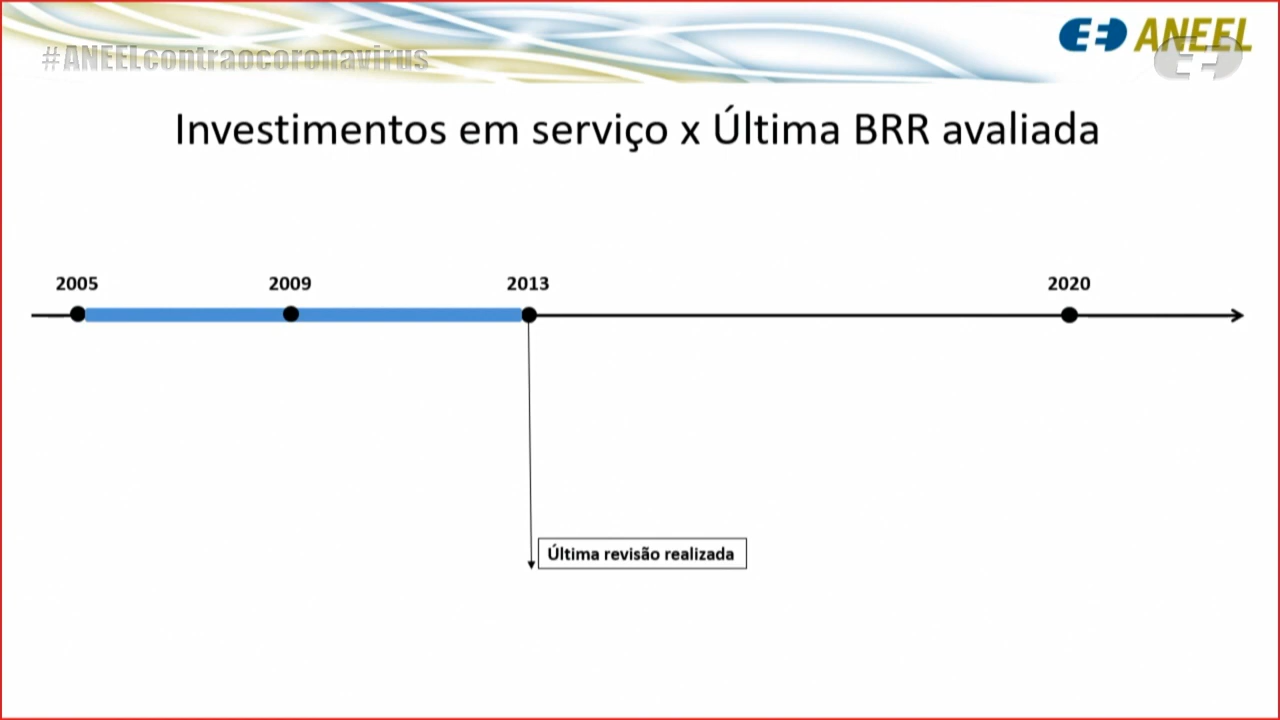 #ANEELcontraocoronavirus
ANEEL
Investimentos em serviço x Última BRR avaliada
2005
2009
2013
2020
Última revisão realizada